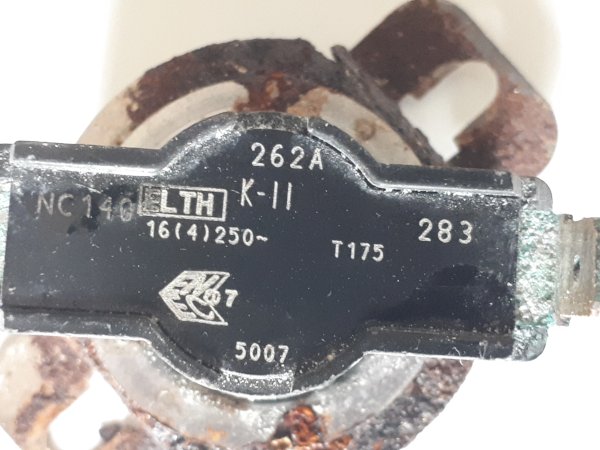 262A
K-II
NC140 ELTH
16(4)250~
T175
283
07
5007